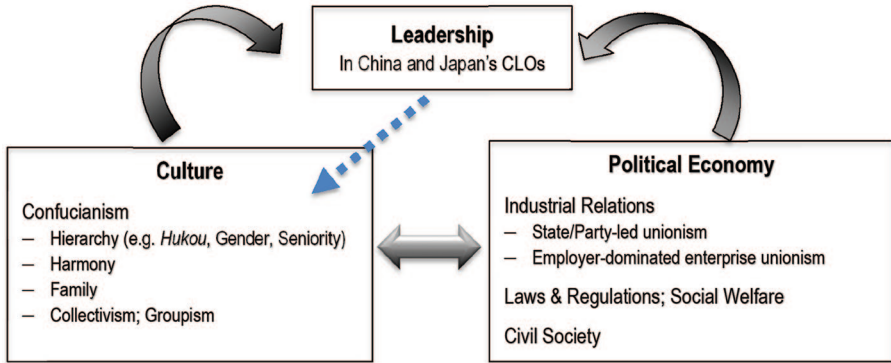 Leadership
In China and Japan's CLOs
Culture
Confucianism
– Hierarchy (e.g. Hukou, Gender, Seniority)
– Harmony
– Family
– Collectivism; Groupism
Political Economy
Industrial Relations
– State/Party-led unionism
– Employer-dominated enterprise unionism
Laws & Regulations; Social Welfare
Civil Society